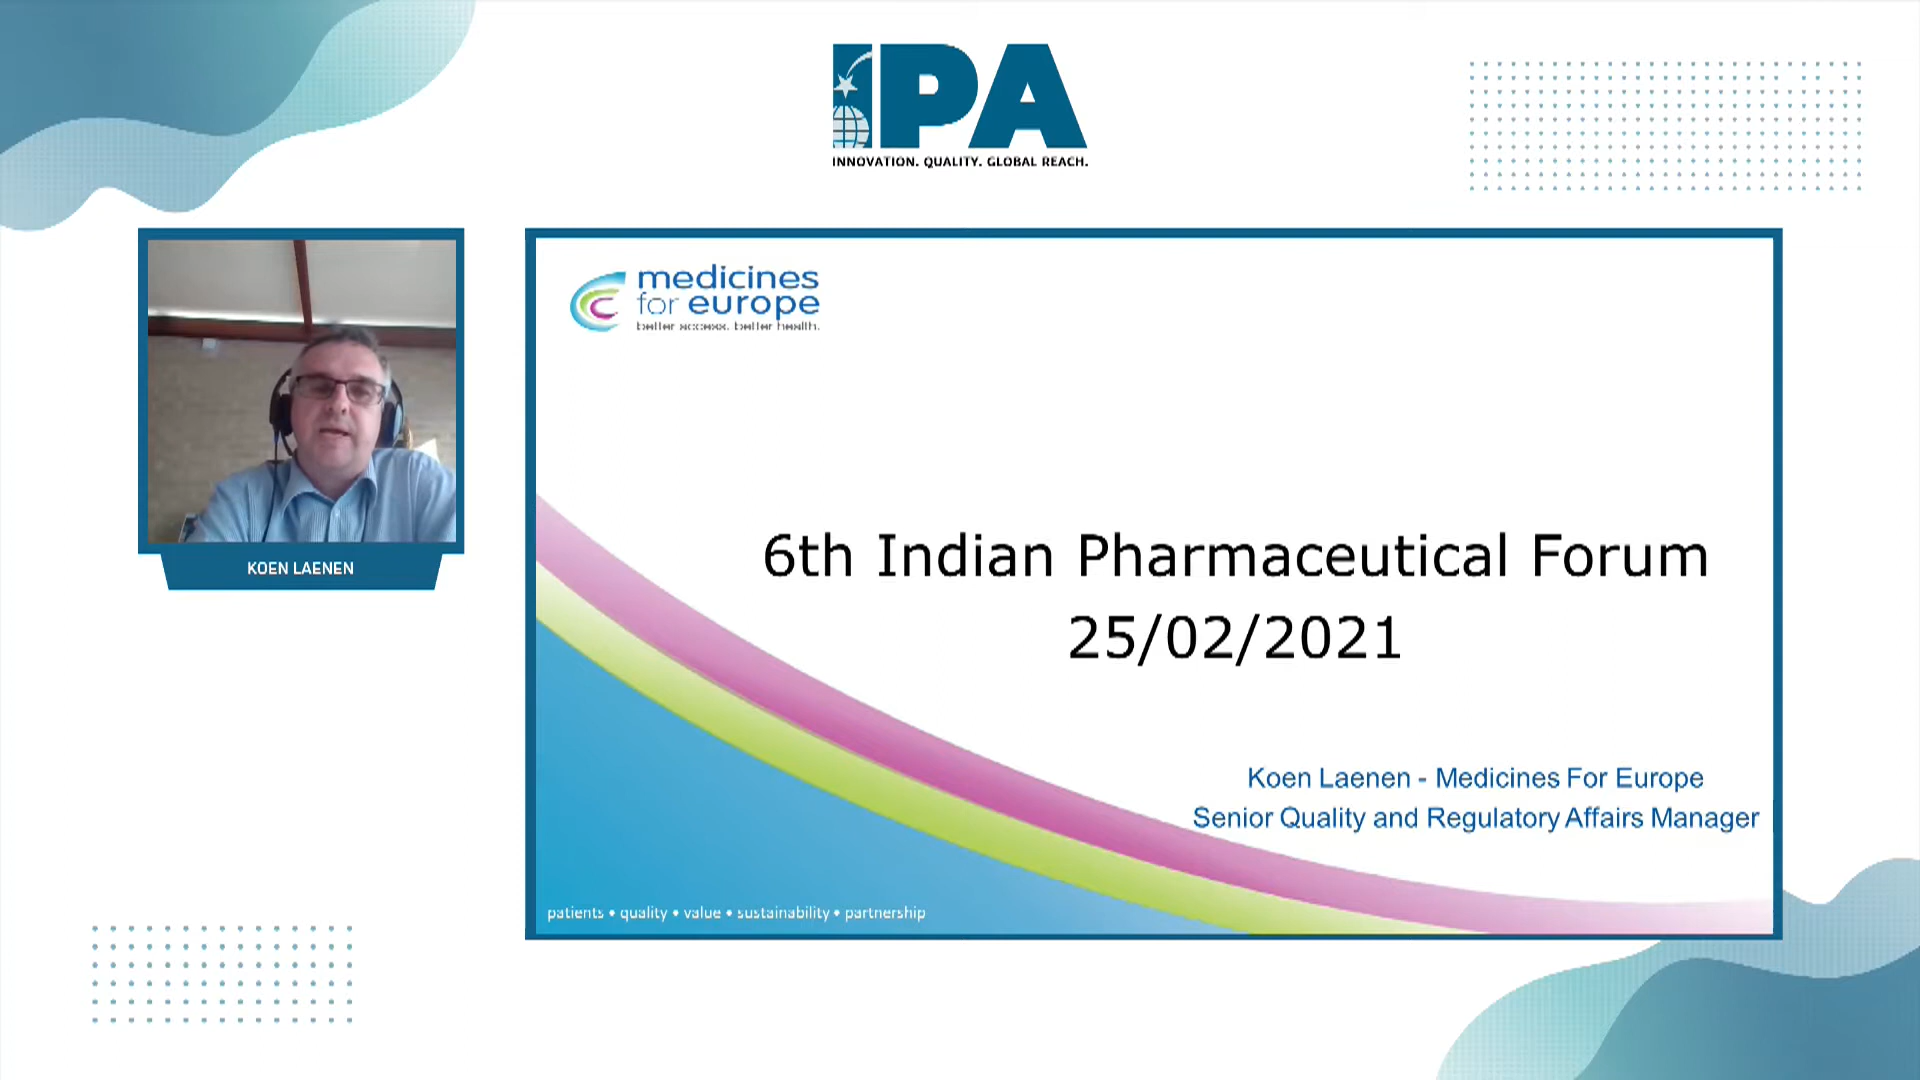 IPA
INNOVATION. QUALITY. GLOBAL REACH.
KOEN LAENEN
medicines
for europe
better access. better health.
6th Indian Pharmaceutical Forum
25/02/2021
Koen Laenen - Medicines For Europe
Senior Quality and Regulatory Affairs Manager
patients • quality • value • sustainability • partnership